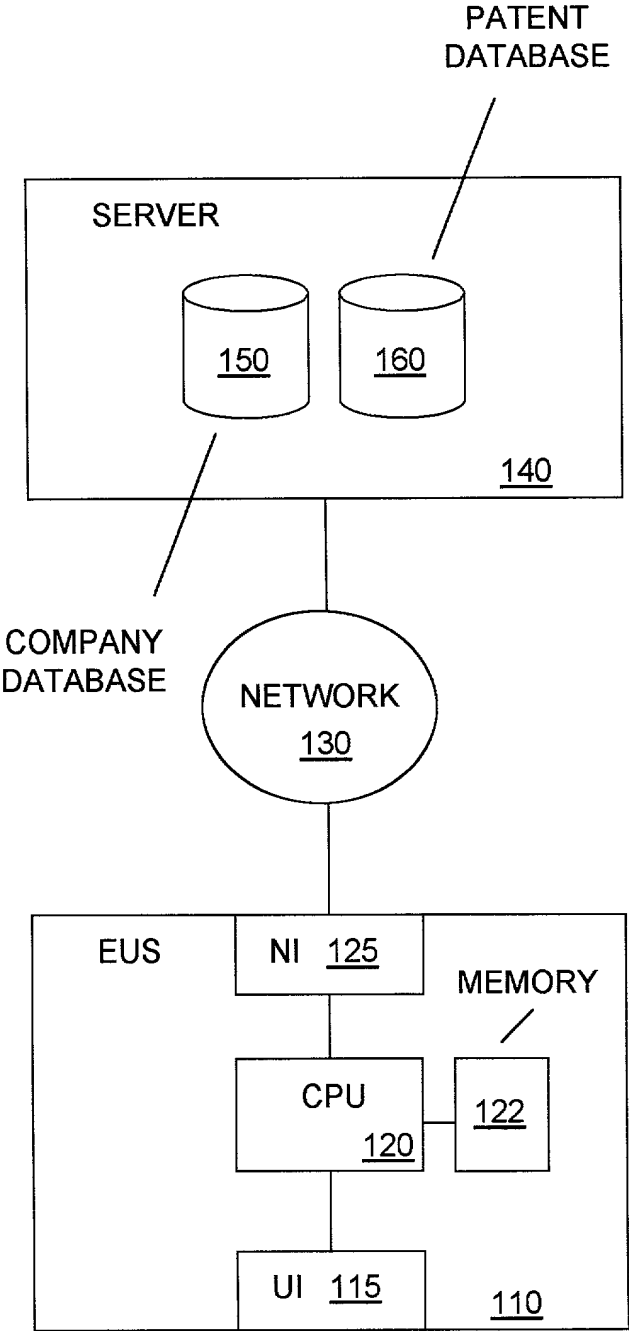 PATENT
DATABASE
SERVER
150
160
140
COMPANY
DATABASE
NETWORK
130
EUS
NI 125
MEMORY
CPU
120
122
UI 115
110